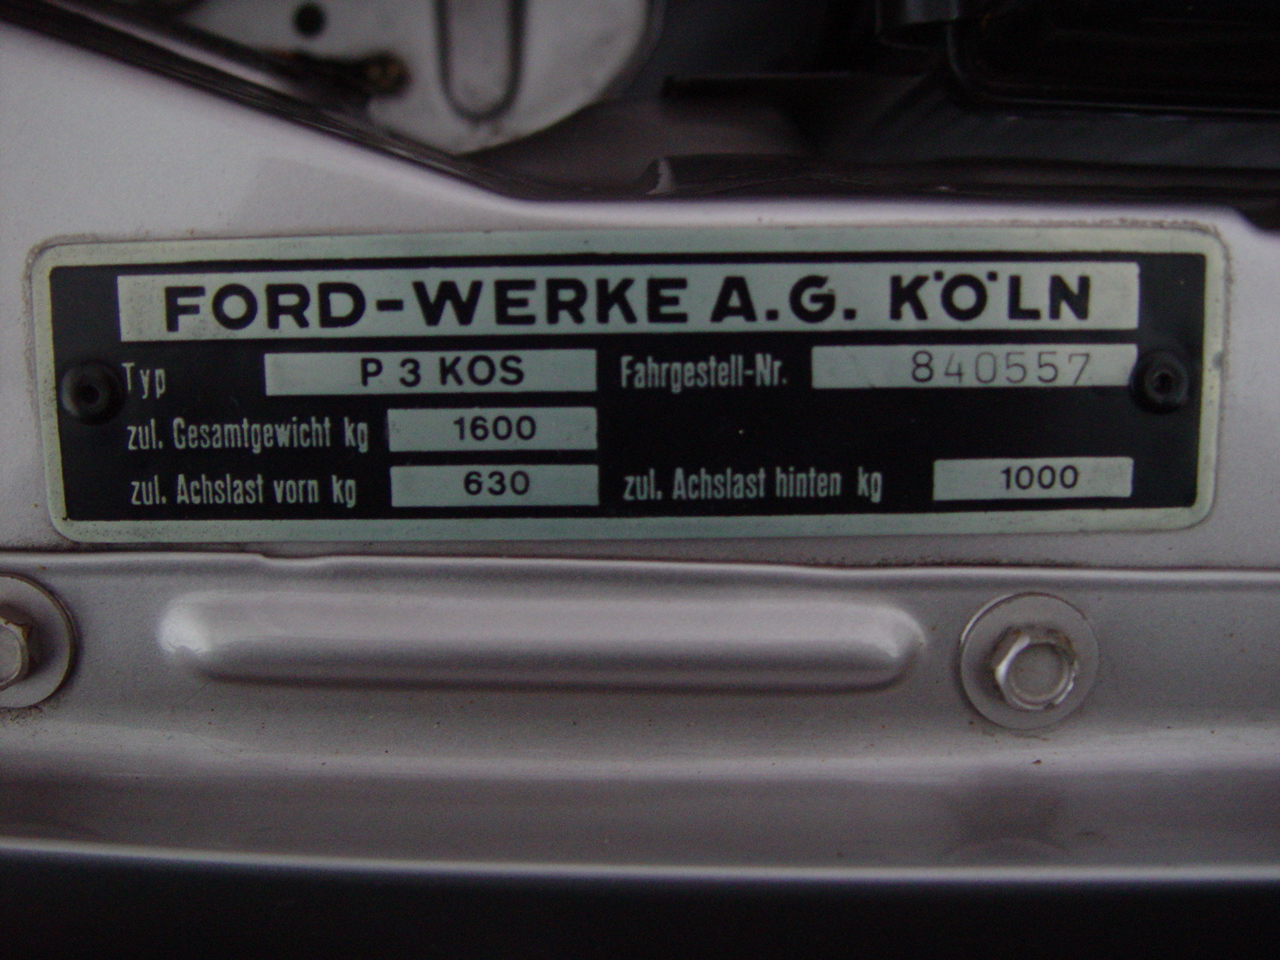 FORD-WERKE A.G. KÖLN
Typ P 3 KOS Fahrgestell-Nr. 840557
zul. Gesamtgewicht kg 1600
zul. Achslast vorn kg 630 zul. Achslast hinten kg 1000